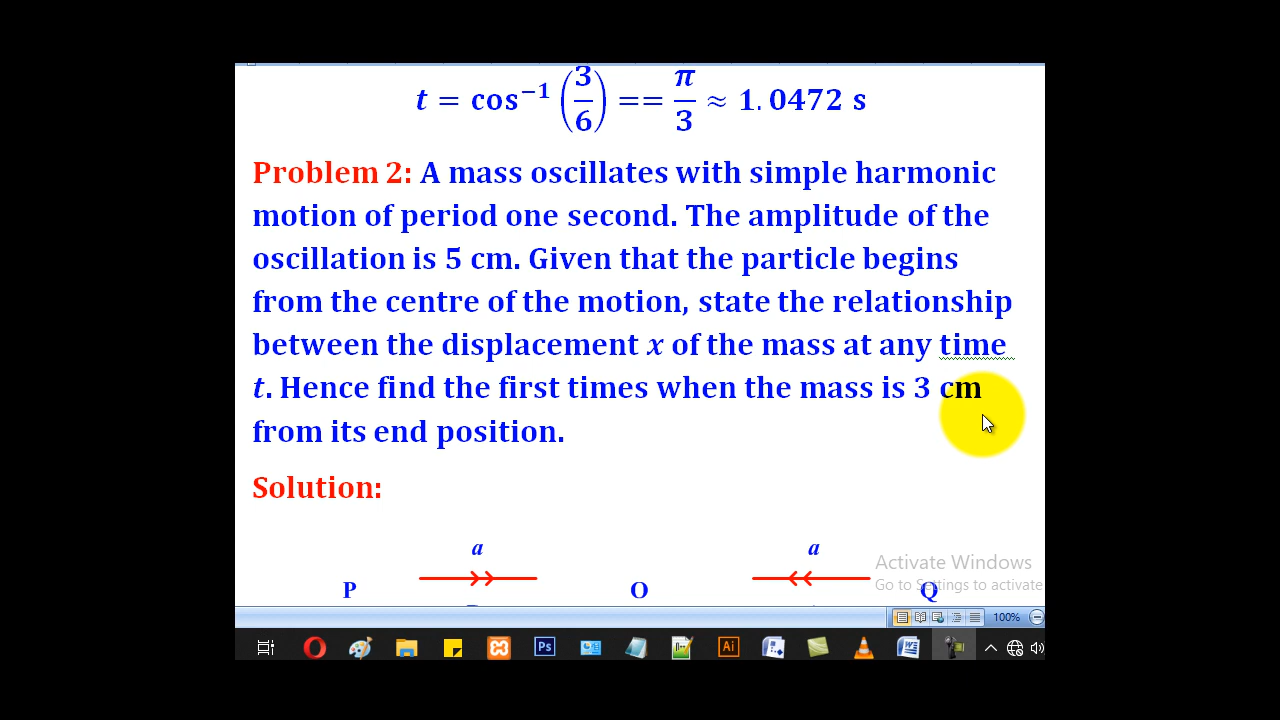 t = cos⁻¹ (3/6) == π/3 ≈ 1.0472 s
Problem 2: A mass oscillates with simple harmonic
motion of period one second. The amplitude of the
oscillation is 5 cm. Given that the particle begins
from the centre of the motion, state the relationship
between the displacement x of the mass at any time
t. Hence find the first times when the mass is 3 cm
from its end position.
Solution:
a a
P O Q
Activate Windows
Go to Settings to activate
100%
Ps
Ai